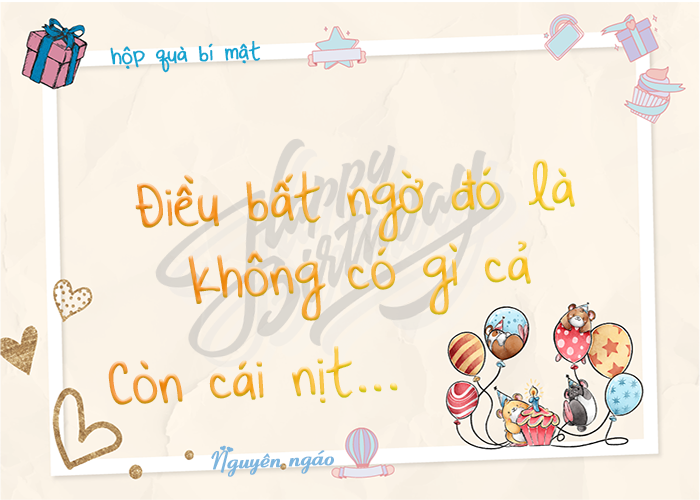 hộp quà bí mật
Happy
Birthday
Điều bất ngờ đó là
không có gì cả
Còn cái nịt...
Nguyên ngáo